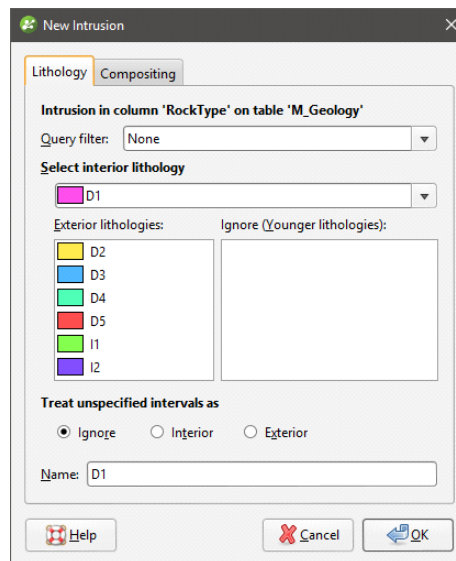 New Intrusion
Lithology Compositing
Intrusion in column 'RockType' on table 'M_Geology'
Query filter: None
Select interior lithology
D1
Exterior lithologies: Ignore (Younger lithologies):
D2
D3
D4
D5
I1
I2
Treat unspecified intervals as
Ignore Interior Exterior
Name: D1
Help Cancel OK